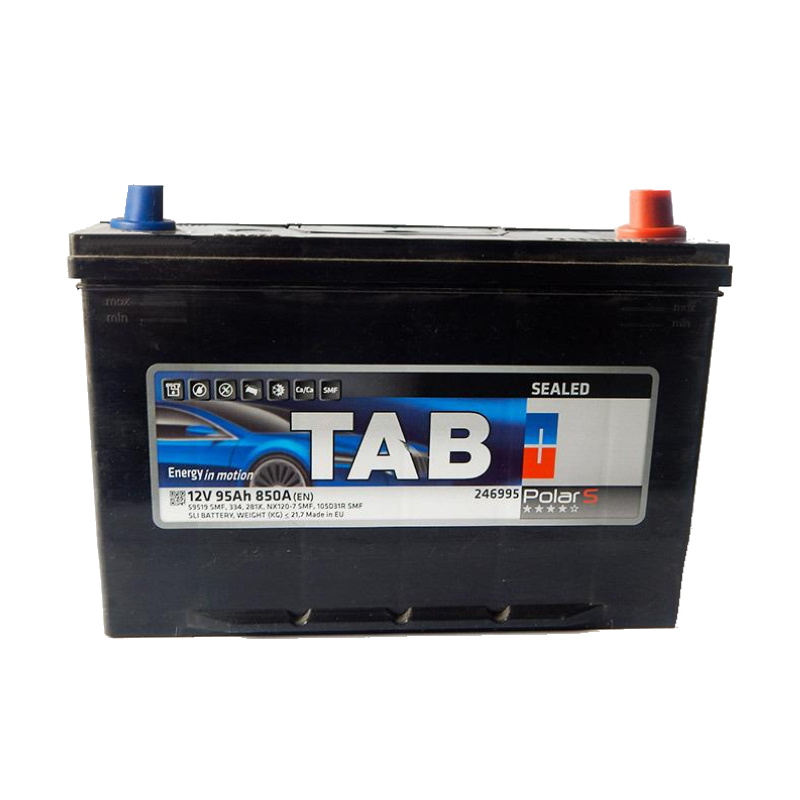 max
min
max
min
Ca/Ca
SMF
SEALED
TAB
Energy in motion
12V 95Ah 850A(EN)
246995
Polar S
59519 SMF, 334, 281X, NX120-7 SMF, 105D31R SMF
SLI BATTERY, WEIGHT (KG) ≤ 21,7 Made in EU